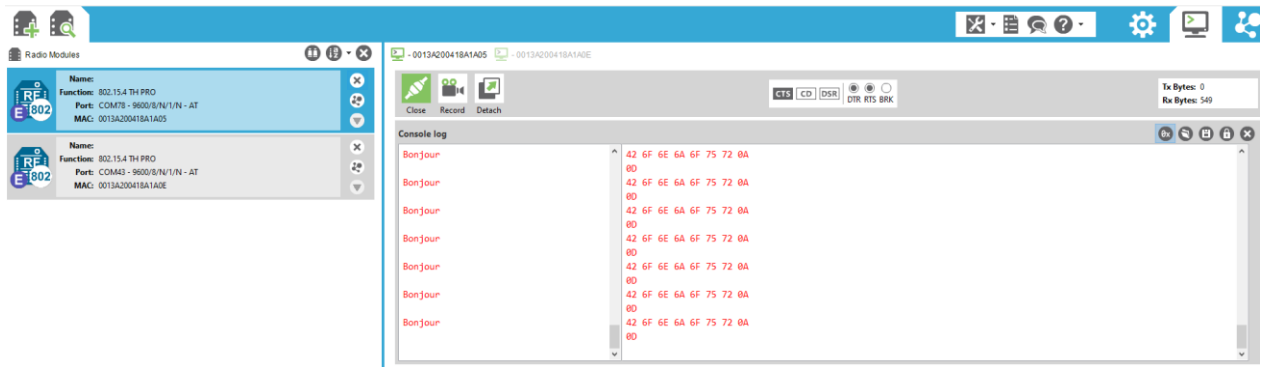 Radio Modules
- 0013A200418A1A05
- 0013A200418A1A0E
RF
E 802
Name:
Function: 802.15.4 TH PRO
Port: COM78 - 9600/8/N/1/N - AT
MAC: 0013A200418A1A05
RF
E 802
Name:
Function: 802.15.4 TH PRO
Port: COM43 - 9600/8/N/1/N - AT
MAC: 0013A200418A1A0E
Close Record Detach
CTS CD DSR DTR RTS BRK
Tx Bytes: 0
Rx Bytes: 549
Console log
Bonjour 42 6F 6E 6A 6F 75 72 0A
0D
Bonjour 42 6F 6E 6A 6F 75 72 0A
0D
Bonjour 42 6F 6E 6A 6F 75 72 0A
0D
Bonjour 42 6F 6E 6A 6F 75 72 0A
0D
Bonjour 42 6F 6E 6A 6F 75 72 0A
0D
Bonjour 42 6F 6E 6A 6F 75 72 0A
0D
Bonjour 42 6F 6E 6A 6F 75 72 0A
0D